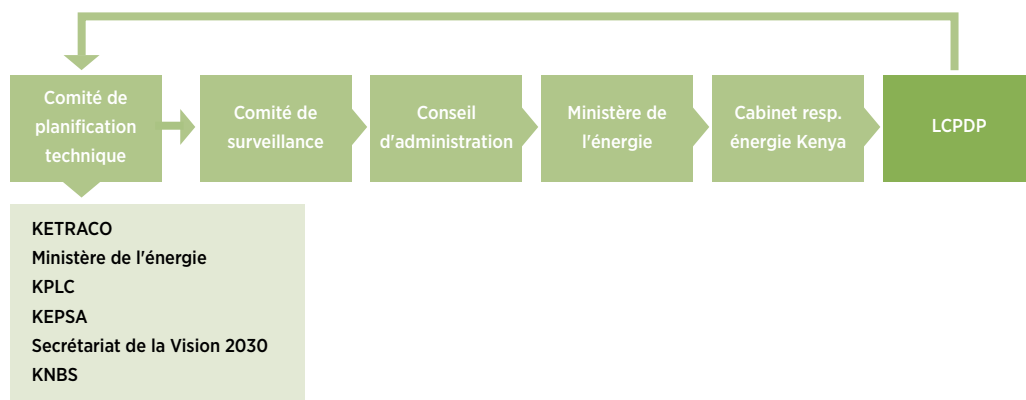 Comité de
planification
technique
Comité de
surveillance
Conseil
d'administration
Ministère de
l'énergie
Cabinet resp.
énergie Kenya
LCPDP
KETRACO
Ministère de l'énergie
KPLC
KEPSA
Secrétariat de la Vision 2030
KNBS